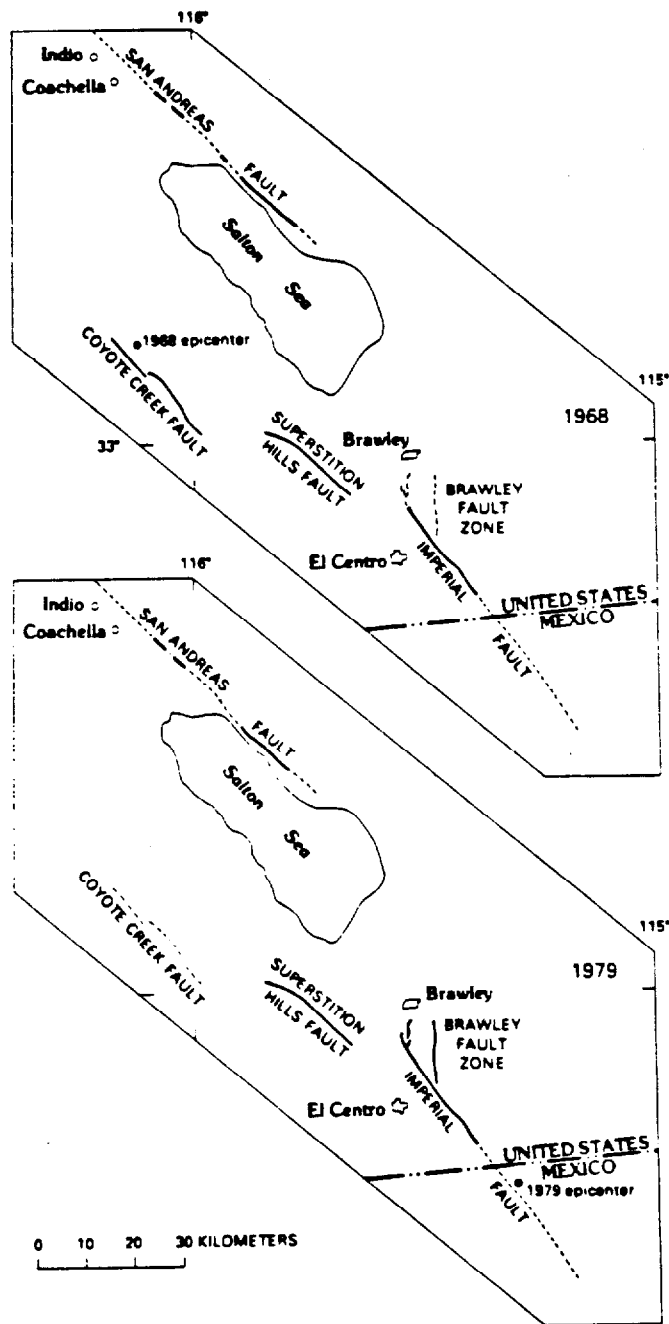 116°
Indio
Coachella
SAN ANDREAS
FAULT
Salton
Sea
1968 epicenter
COYOTE CREEK FAULT
115°
1968
33°
SUPERSTITION
HILLS FAULT
Brawley
BRAWLEY
FAULT
ZONE
El Centro
IMPERIAL
FAULT
UNITED STATES
MEXICO
116°
Indio
Coachella
SAN ANDREAS
FAULT
Salton
Sea
COYOTE CREEK FAULT
115°
1979
SUPERSTITION
HILLS FAULT
Brawley
BRAWLEY
FAULT
ZONE
El Centro
IMPERIAL
FAULT
UNITED STATES
MEXICO
1979 epicenter
0 10 20 30 KILOMETERS